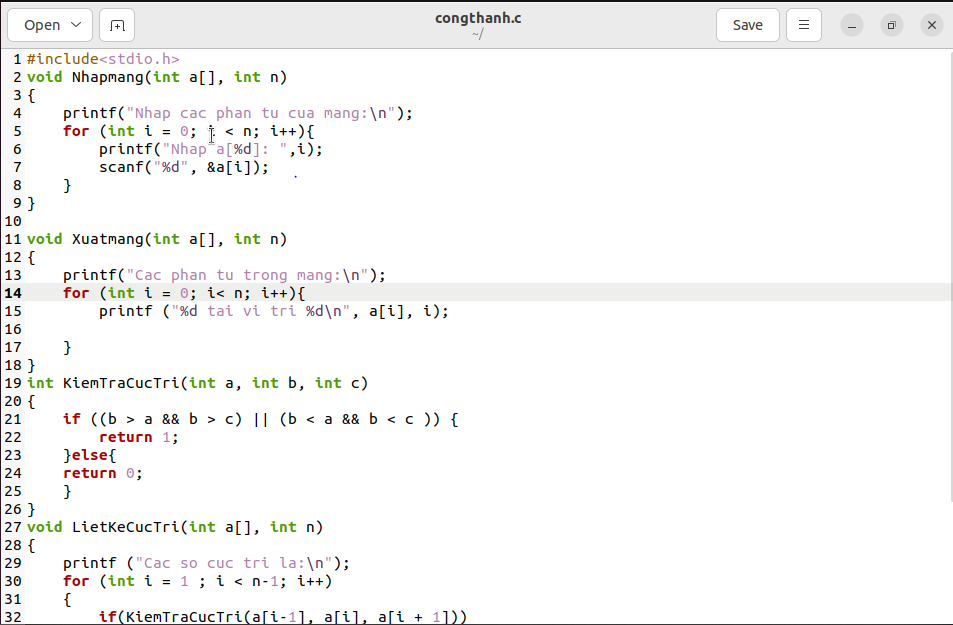 Open
congthanh.c
~/
Save
1 #include<stdio.h>
2 void Nhapmang(int a[], int n)
3 {
4     printf("Nhap cac phan tu cua mang:\n");
5     for (int i = 0; i < n; i++){
6         printf("Nhap a[%d]: ",i);
7         scanf("%d", &a[i]);
8     }
9 }
10
11 void Xuatmang(int a[], int n)
12 {
13     printf("Cac phan tu trong mang:\n");
14     for (int i = 0; i< n; i++){
15         printf ("%d tai vi tri %d\n", a[i], i);
16
17     }
18 }
19 int KiemTraCucTri(int a, int b, int c)
20 {
21     if ((b > a && b > c) || (b < a && b < c )) {
22         return 1;
23     }else{
24     return 0;
25     }
26 }
27 void LietKeCucTri(int a[], int n)
28 {
29     printf ("Cac so cuc tri la:\n");
30     for (int i = 1 ; i < n-1; i++)
31     {
32         if(KiemTraCucTri(a[i-1], a[i], a[i + 1]))